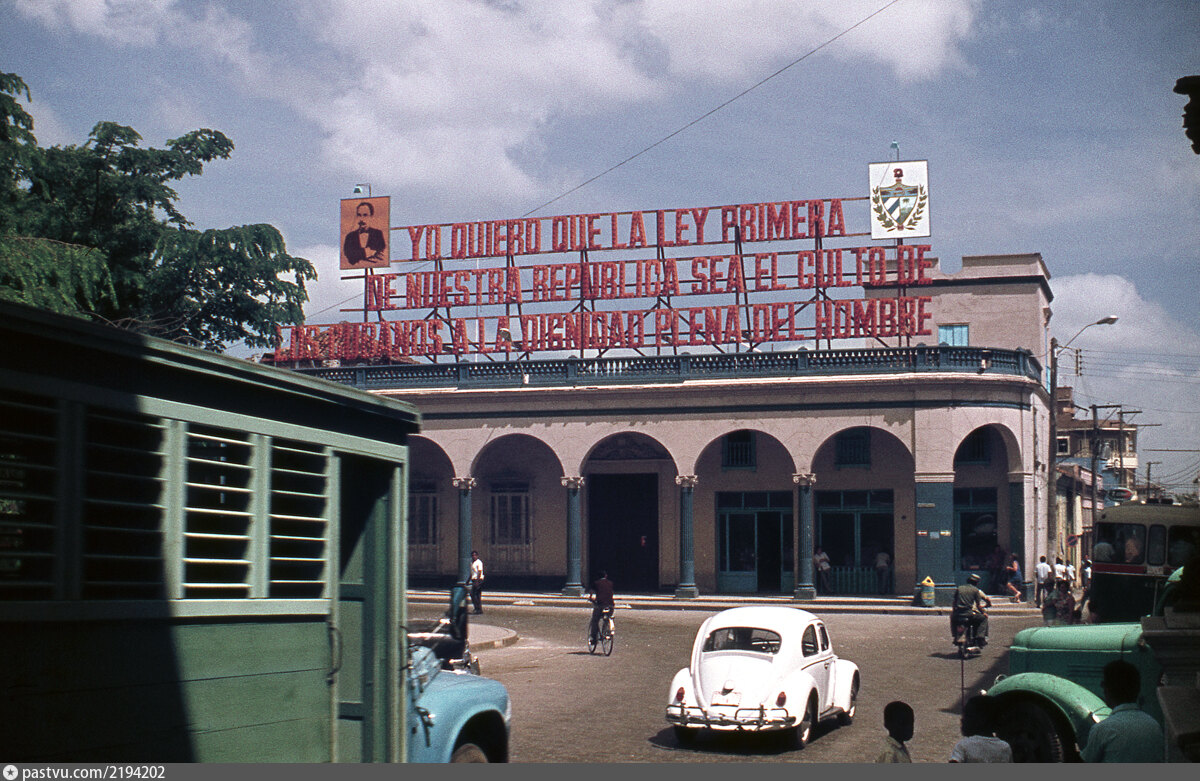 YO QUIERO QUE LA LEY PRIMERA
DE NUESTRA REPUBLICA SEA EL CULTO DE
LOS CUBANOS A LA DIGNIDAD PLENA DEL HOMBRE
pastvu.com/2194202